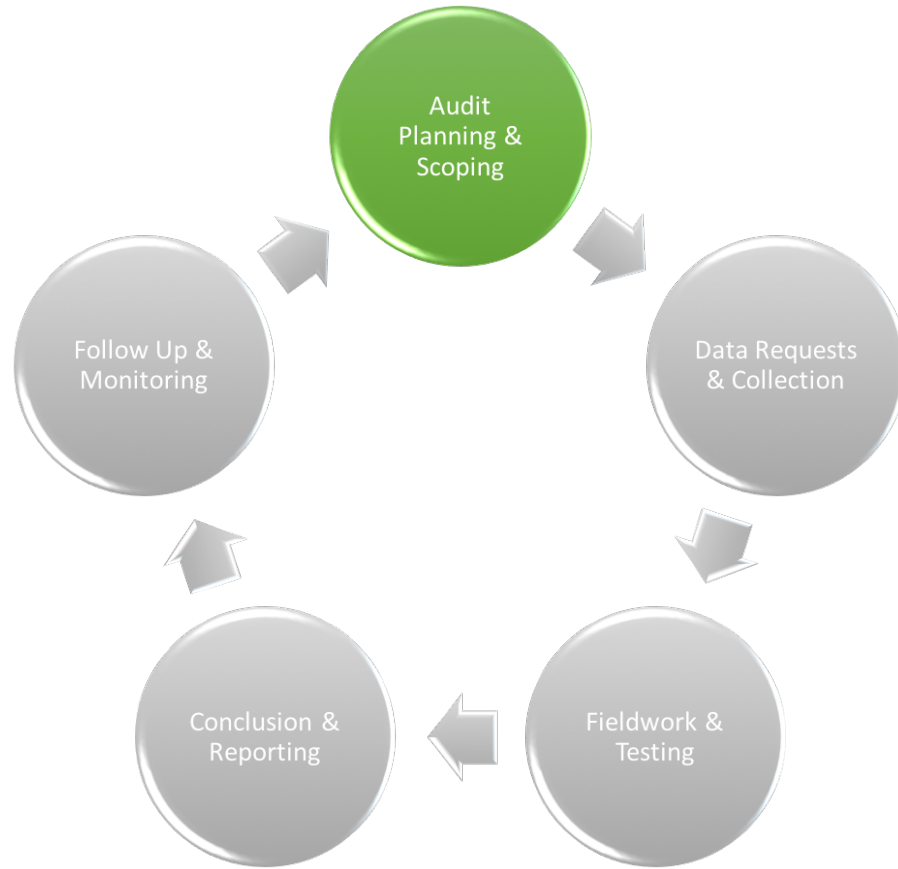 Audit
Planning &
Scoping
Data Requests
& Collection
Fieldwork &
Testing
Conclusion &
Reporting
Follow Up &
Monitoring